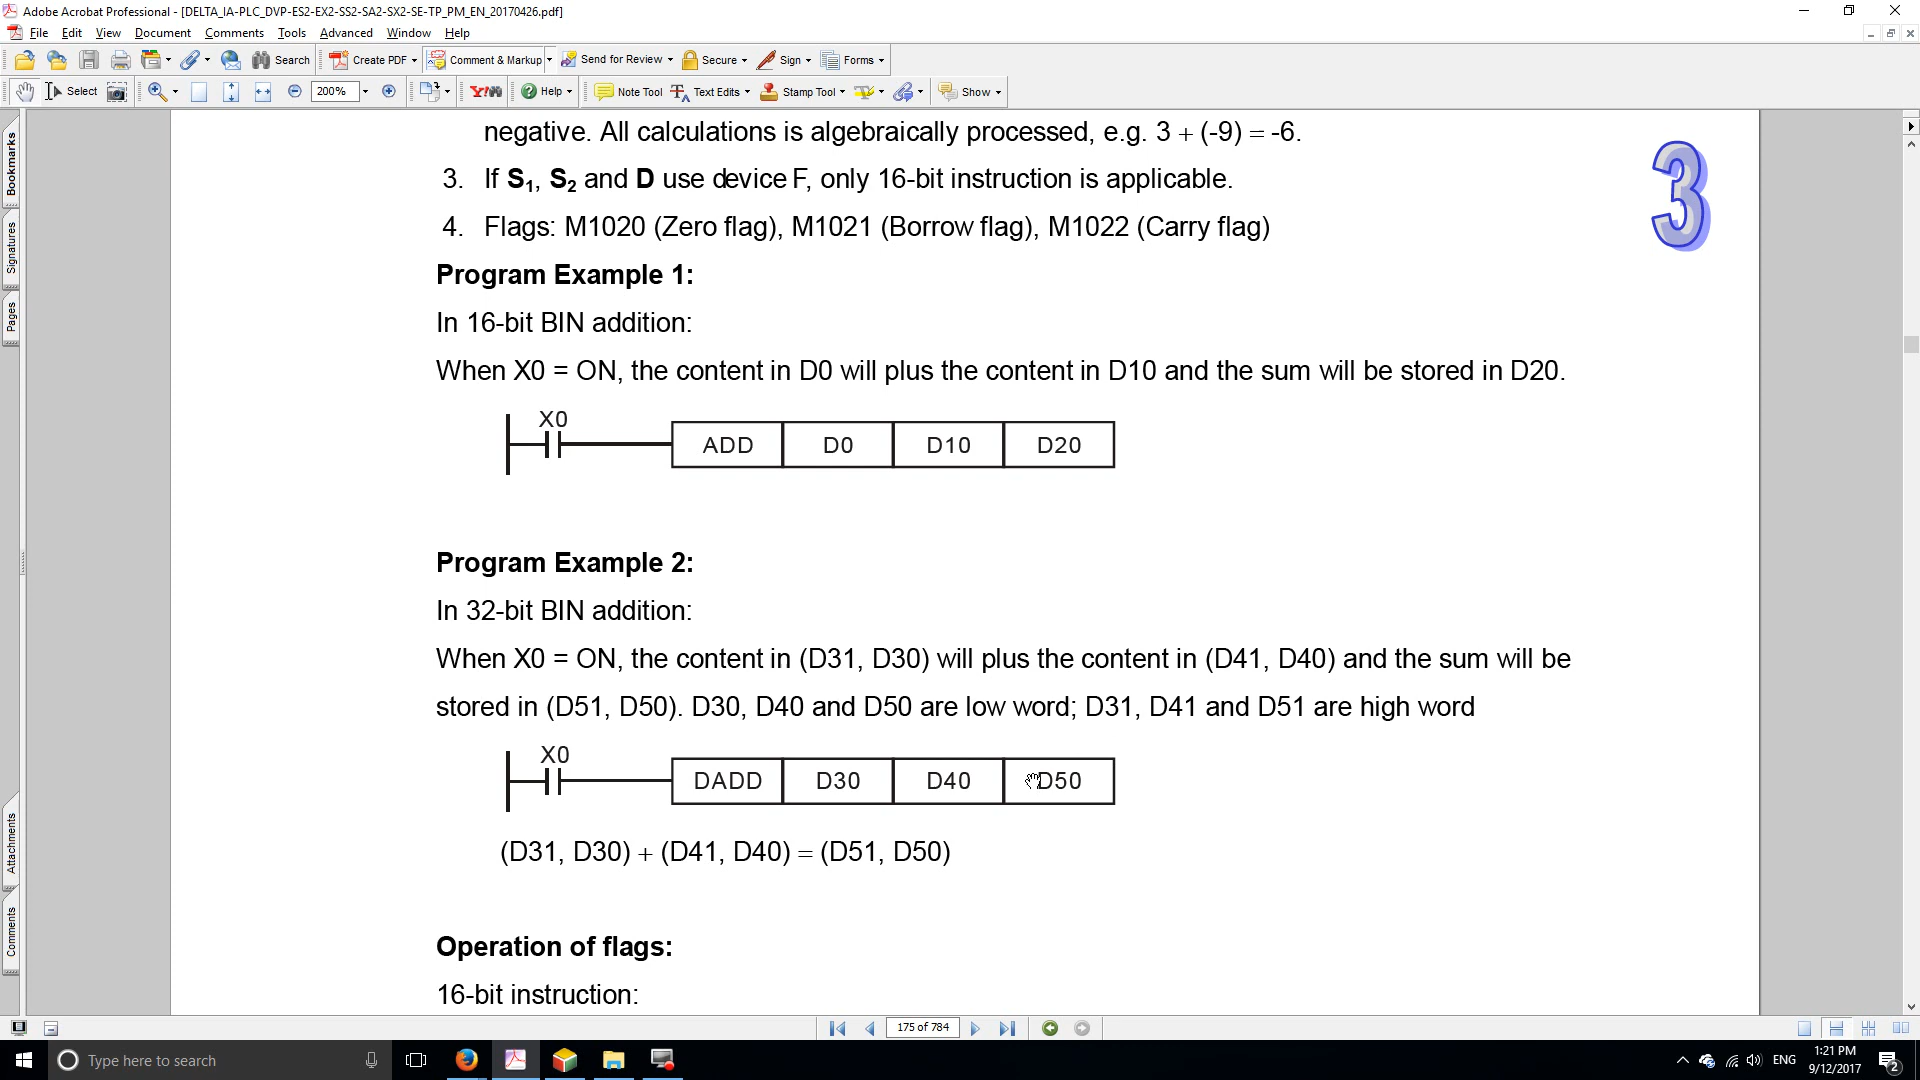 Adobe Acrobat Professional - [DELTA_IA-PLC_DVP-ES2-EX2-SS2-SA2-SX2-SE-TP_PM_EN_20170426.pdf]
File Edit View Document Comments Tools Advanced Window Help
Search Create PDF Comment & Markup Send for Review Secure Sign Forms
Select 200% Y! Help Note Tool Text Edits Stamp Tool Show
Bookmarks
Signatures
Pages
Attachments
Comments
negative. All calculations is algebraically processed, e.g. 3 + (-9) = -6.
3. If S1, S2 and D use device F, only 16-bit instruction is applicable.
4. Flags: M1020 (Zero flag), M1021 (Borrow flag), M1022 (Carry flag)
3
Program Example 1:
In 16-bit BIN addition:
When X0 = ON, the content in D0 will plus the content in D10 and the sum will be stored in D20.
X0
ADD D0 D10 D20
Program Example 2:
In 32-bit BIN addition:
When X0 = ON, the content in (D31, D30) will plus the content in (D41, D40) and the sum will be
stored in (D51, D50). D30, D40 and D50 are low word; D31, D41 and D51 are high word
X0
DADD D30 D40 D50
(D31, D30) + (D41, D40) = (D51, D50)
Operation of flags:
16-bit instruction:
175 of 784
Type here to search
ENG
1:21 PM
9/12/2017
2